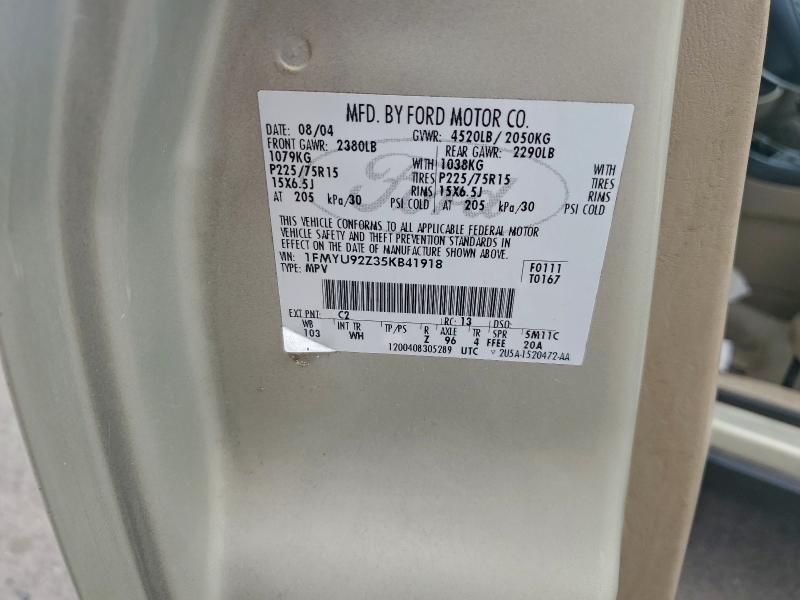 MFD. BY FORD MOTOR CO.
DATE: 08/04 GVWR: 4520LB/ 2050KG
FRONT GAWR: 2380LB REAR GAWR: 2290LB
1079KG WITH 1038KG WITH
P225/75R15 TIRES P225/75R15 TIRES
15X6.5J RIMS 15X6.5J RIMS
AT 205 kPa/30 PSI COLD AT 205 kPa/30 PSI COLD
Ford
THIS VEHICLE CONFORMS TO ALL APPLICABLE FEDERAL MOTOR
VEHICLE SAFETY AND THEFT PREVENTION STANDARDS IN
EFFECT ON THE DATE OF MANUFACTURE SHOWN ABOVE.
VIN: 1FMYU92Z35KB41918 F0111
TYPE: MPV T0167
EXT PNT: C2 RC: 13 DSO:
WB INT TR TP/PS R AXLE TR SPR 5M11C
103 WH Z 96 4 FFEE 20A
1200408305289 UTC 2U5A-1520472-AA